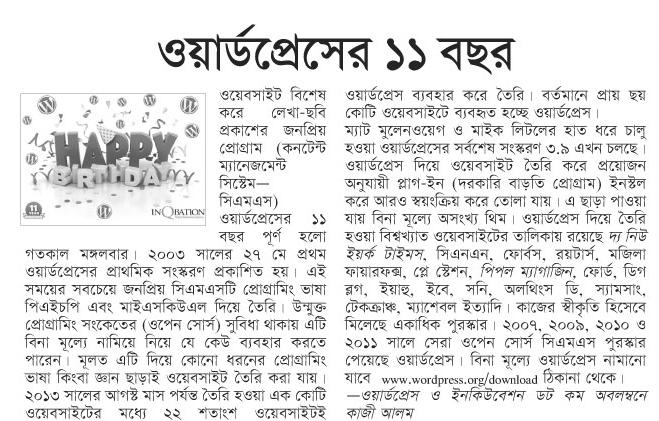 ওয়ার্ডপ্রেসের ১১ বছর
HAPPY
BIRTHDAY
11
INQBATION
ওয়েবসাইট বিশেষ
করে লেখা-ছবি
প্রকাশের জনপ্রিয়
প্রোগ্রাম (কনটেন্ট
ম্যানেজমেন্ট
সিস্টেম—
সিএমএস)
ওয়ার্ডপ্রেসের ১১
বছর পূর্ণ হলো
গতকাল মঙ্গলবার। ২০০৩ সালের ২৭ মে প্রথম
ওয়ার্ডপ্রেসের প্রাথমিক সংস্করণ প্রকাশিত হয়। এই
সময়ের সবচেয়ে জনপ্রিয় সিএমএসটি প্রোগ্রামিং ভাষা
পিএইচপি এবং মাইএসকিউএল দিয়ে তৈরি। উন্মুক্ত
প্রোগ্রামিং সংকেতের (ওপেন সোর্স) সুবিধা থাকায় এটি
বিনা মূল্যে নামিয়ে নিয়ে যে কেউ ব্যবহার করতে
পারেন। মূলত এটি দিয়ে কোনো ধরনের প্রোগ্রামিং
ভাষা কিংবা জ্ঞান ছাড়াই ওয়েবসাইট তৈরি করা যায়।
২০১৩ সালের আগস্ট মাস পর্যন্ত তৈরি হওয়া এক কোটি
ওয়েবসাইটের মধ্যে ২২ শতাংশ ওয়েবসাইটই
ওয়ার্ডপ্রেস ব্যবহার করে তৈরি। বর্তমানে প্রায় ছয়
কোটি ওয়েবসাইটে ব্যবহৃত হচ্ছে ওয়ার্ডপ্রেস।
ম্যাট মুলেনওয়েগ ও মাইক লিটলের হাত ধরে চালু
হওয়া ওয়ার্ডপ্রেসের সর্বশেষ সংস্করণ ৩.৯ এখন চলছে।
ওয়ার্ডপ্রেস দিয়ে ওয়েবসাইট তৈরি করে প্রয়োজন
অনুযায়ী প্লাগ-ইন (দরকারি বাড়তি প্রোগ্রাম) ইনস্টল
করে আরও স্বয়ংক্রিয় করে তোলা যায়। এ ছাড়া পাওয়া
যায় বিনা মূল্যে অসংখ্য থিম। ওয়ার্ডপ্রেস দিয়ে তৈরি
হওয়া বিশ্বখ্যাত ওয়েবসাইটের তালিকায় রয়েছে দ্য নিউ
ইয়র্ক টাইমস, সিএনএন, ফোর্বস, রয়টার্স, মজিলা
ফায়ারফক্স, প্লে স্টেশন, পিপল ম্যাগাজিন, ফোর্ড, ডিগ
ব্লগ, ইয়াহু, ইবে, সনি, অলথিংস ডি, স্যামসাং,
টেকক্রাঞ্চ, ম্যাশেবল ইত্যাদি। কাজের স্বীকৃতি হিসেবে
মিলেছে একাধিক পুরস্কার। ২০০৭, ২০০৯, ২০১০ ও
২০১১ সালে সেরা ওপেন সোর্স সিএমএস পুরস্কার
পেয়েছে ওয়ার্ডপ্রেস। বিনা মূল্যে ওয়ার্ডপ্রেস নামানো
যাবে www.wordpress.org/download ঠিকানা থেকে।
—ওয়ার্ডপ্রেস ও ইনকিউবেশন ডট কম অবলম্বনে
কাজী আলম